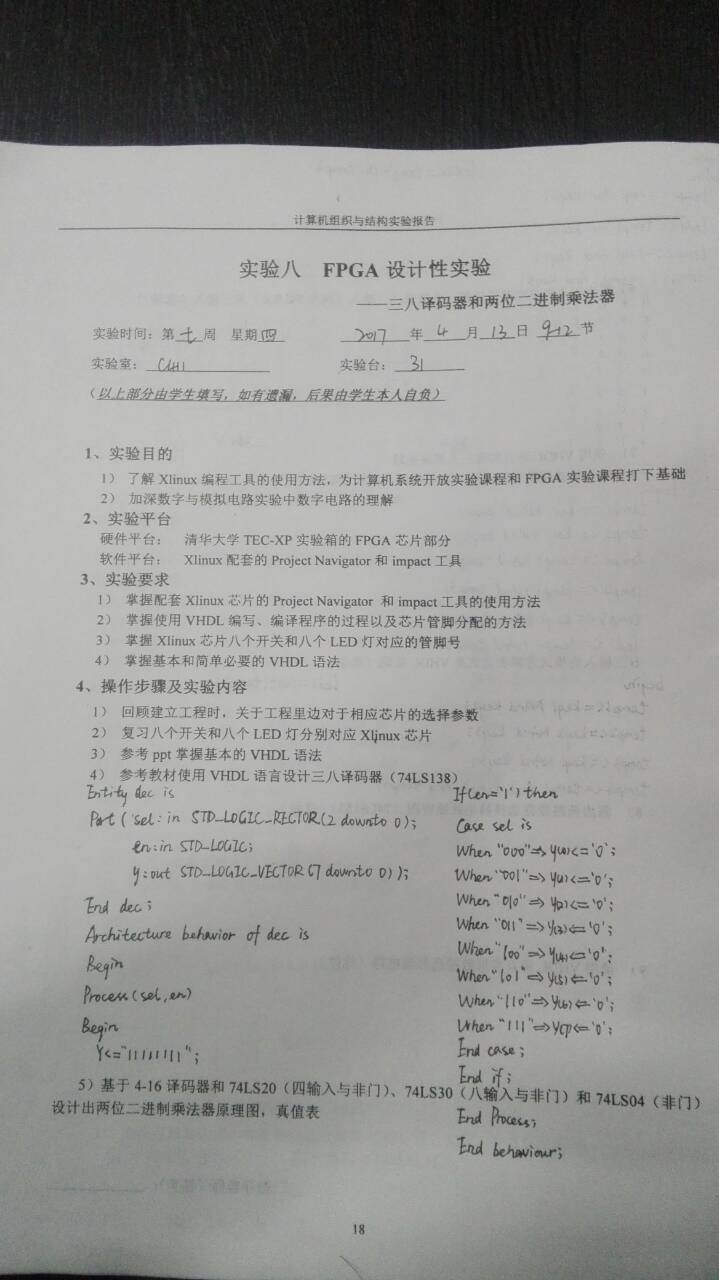 计算机组织与结构实验报告
实验八 FPGA 设计性实验
——三八译码器和两位二进制乘法器
实验时间：第 七 周 星期 四 2017 年 4 月 13 日 9-12 节
实验室： C411 实验台： 31
（以上部分由学生填写，如有遗漏，后果由学生本人自负）
1、实验目的
1） 了解 Xlinux 编程工具的使用方法，为计算机系统开放实验课程和 FPGA 实验课程打下基础
2） 加深数字与模拟电路实验中数字电路的理解
2、实验平台
硬件平台： 清华大学 TEC-XP 实验箱的 FPGA 芯片部分
软件平台： Xlinux 配套的 Project Navigator 和 impact 工具
3、实验要求
1） 掌握配套 Xlinux 芯片的 Project Navigator 和 impact 工具的使用方法
2） 掌握使用 VHDL 编写、编译程序的过程以及芯片管脚分配的方法
3） 掌握 Xlinux 芯片八个开关和八个 LED 灯对应的管脚号
4） 掌握基本和简单必要的 VHDL 语法
4、操作步骤及实验内容
1） 回顾建立工程时，关于工程里边对于相应芯片的选择参数
2） 复习八个开关和八个 LED 灯分别对应 Xlinux 芯片
3） 参考 ppt 掌握基本的 VHDL 语法
4） 参考教材使用 VHDL 语言设计三八译码器（74LS138）
Entity dec is
Port ( sel: in STD_LOGIC_RECTOR(2 downto 0);
en: in STD_LOGIC;
y: out STD_LOGIC_VECTOR(7 downto 0));
End dec;
Architecture behavior of dec is
Begin
Process(sel,en)
Begin
Y<="11111111";
If(en='1') then
Case sel is
When "000"=> y(0)<='0';
When "001"=> y(1)<='0';
When "010"=> y(2)<='0';
When "011"=> y(3)<='0';
When "100"=> y(4)<='0';
When "101"=> y(5)<='0';
When "110"=> y(6)<='0';
When "111"=> y(7)<='0';
End case;
End if;
End Process;
End behaviour;
5）基于 4-16 译码器和 74LS20（四输入与非门）、74LS30（八输入与非门）和 74LS04（非门）
设计出两位二进制乘法器原理图，真值表
18